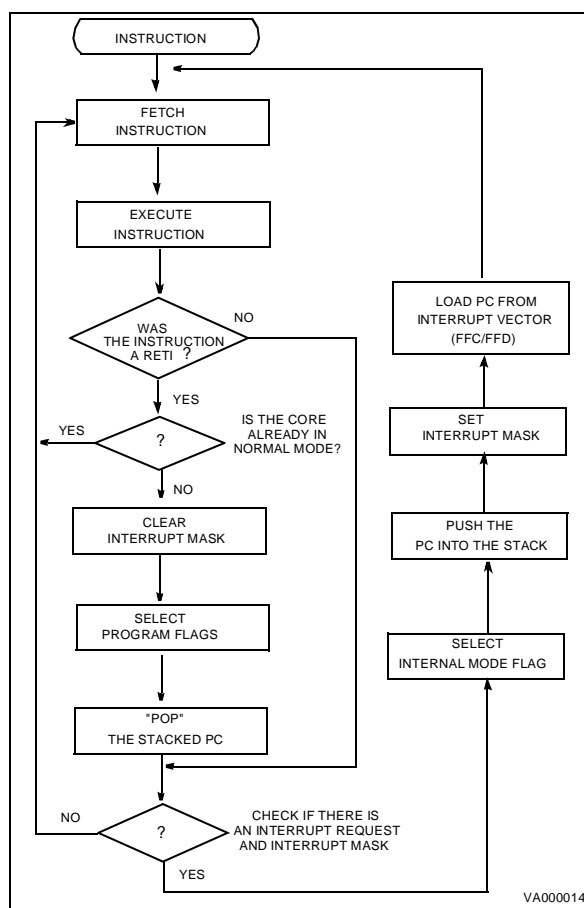 INSTRUCTION
FETCH
INSTRUCTION
EXECUTE
INSTRUCTION
WAS
THE INSTRUCTION
A RETI ?
NO
YES
?
IS THE CORE
ALREADY IN
NORMAL MODE?
YES
NO
CLEAR
INTERRUPT MASK
SELECT
PROGRAM FLAGS
"POP"
THE STACKED PC
?
CHECK IF THERE IS
AN INTERRUPT REQUEST
AND INTERRUPT MASK
NO
YES
SELECT
INTERNAL MODE FLAG
PUSH THE
PC INTO THE STACK
SET
INTERRUPT MASK
LOAD PC FROM
INTERRUPT VECTOR
(FFC/FFD)
VA000014